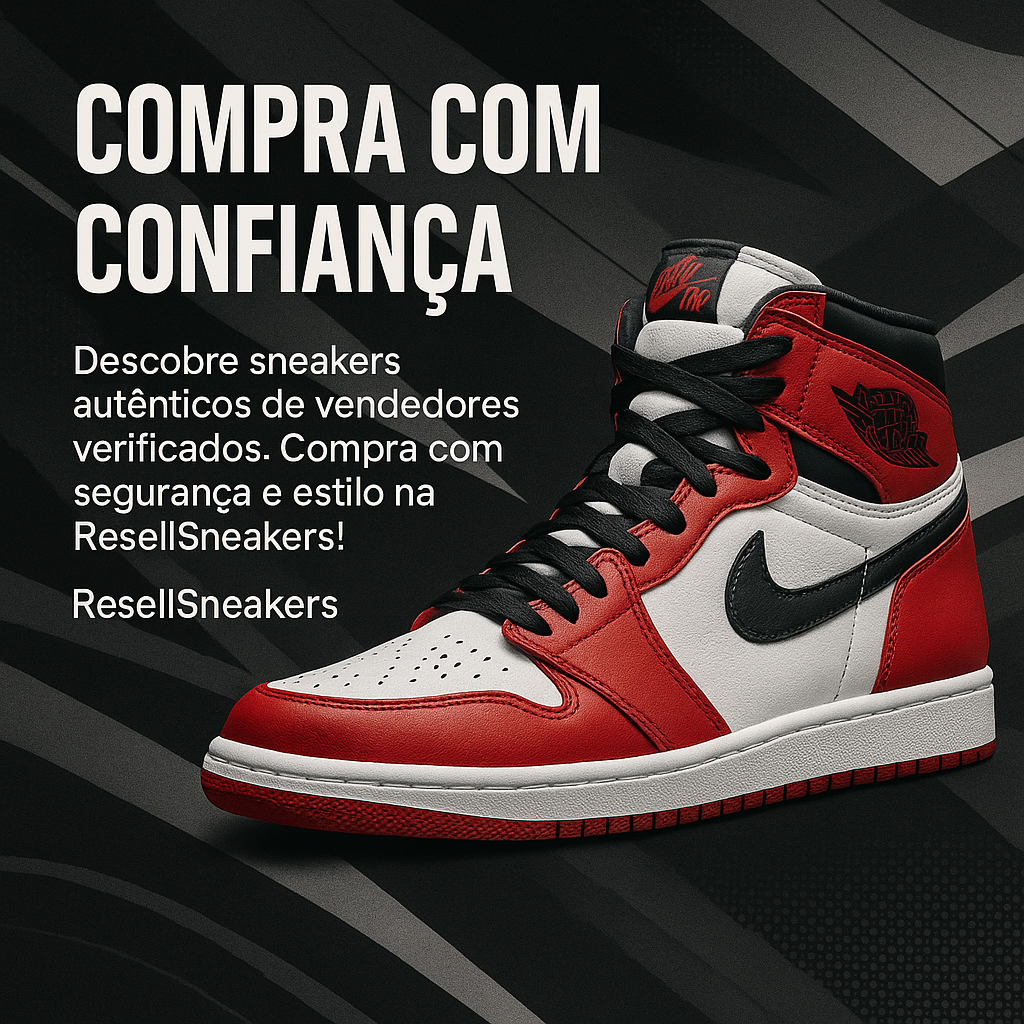 COMPRA COM
CONFIANÇA
Descobre sneakers
autênticos de vendedores
verificados. Compra com
segurança e estilo na
ResellSneakers!
ResellSneakers